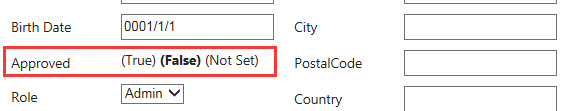 Birth Date 0001/1/1 City
Approved (True) (False) (Not Set) PostalCode
Role Admin Country